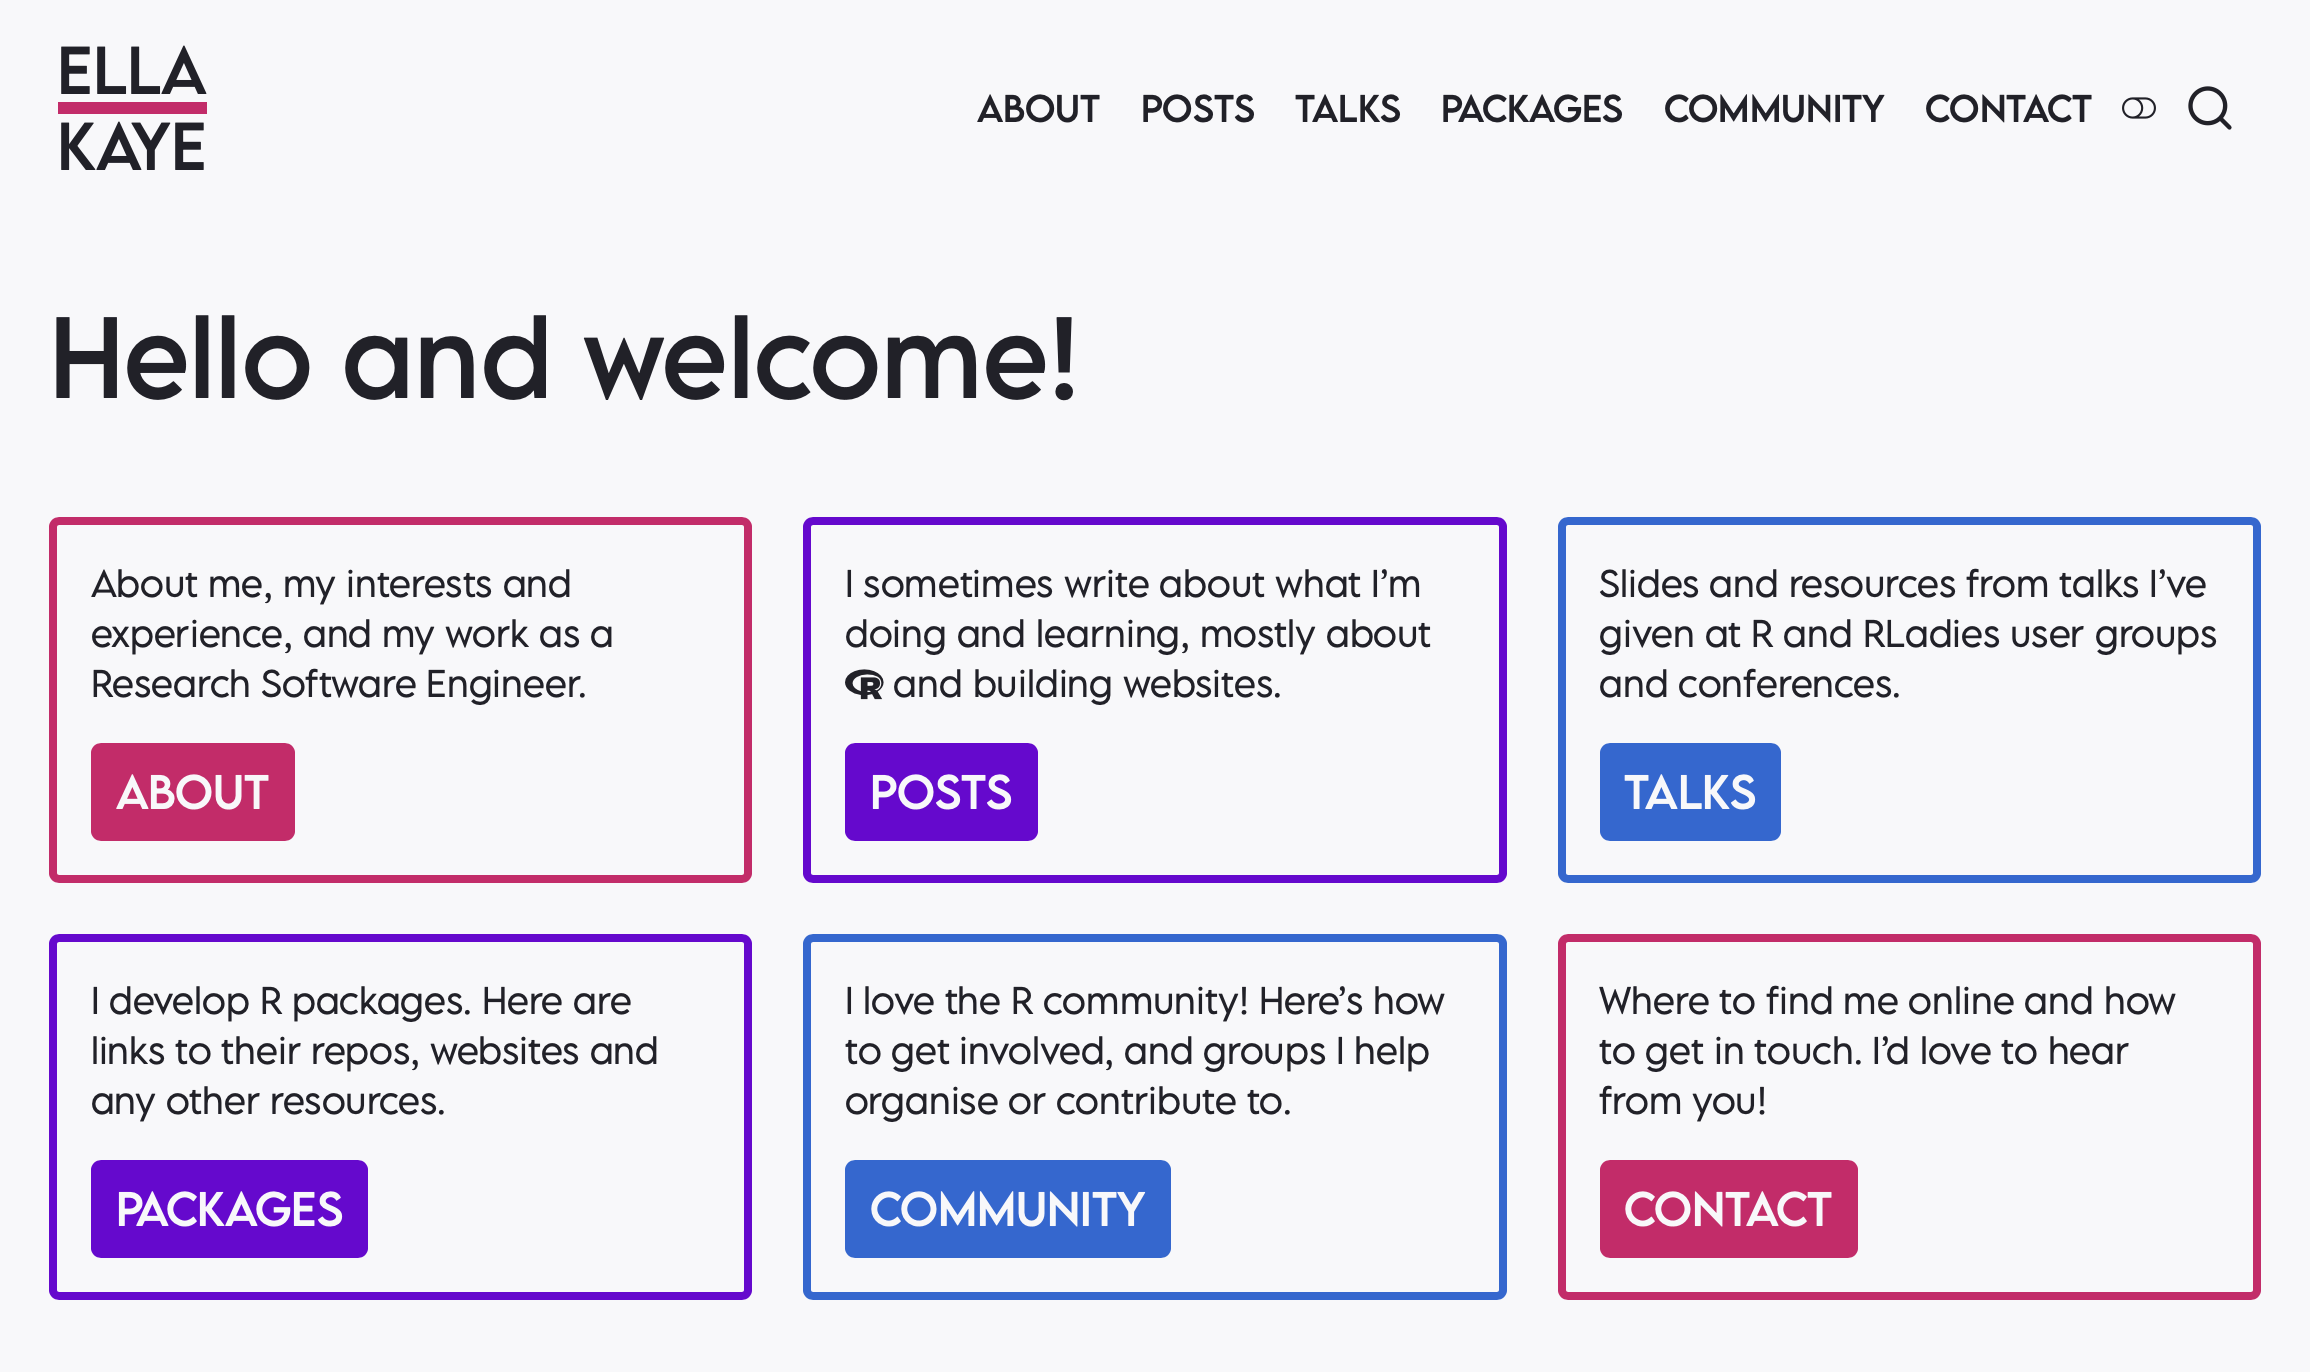 ELLA
KAYE
ABOUT POSTS TALKS PACKAGES COMMUNITY CONTACT
Hello and welcome!
About me, my interests and
experience, and my work as a
Research Software Engineer.
ABOUT
I sometimes write about what I’m
doing and learning, mostly about
R and building websites.
POSTS
Slides and resources from talks I’ve
given at R and RLadies user groups
and conferences.
TALKS
I develop R packages. Here are
links to their repos, websites and
any other resources.
PACKAGES
I love the R community! Here’s how
to get involved, and groups I help
organise or contribute to.
COMMUNITY
Where to find me online and how
to get in touch. I’d love to hear
from you!
CONTACT